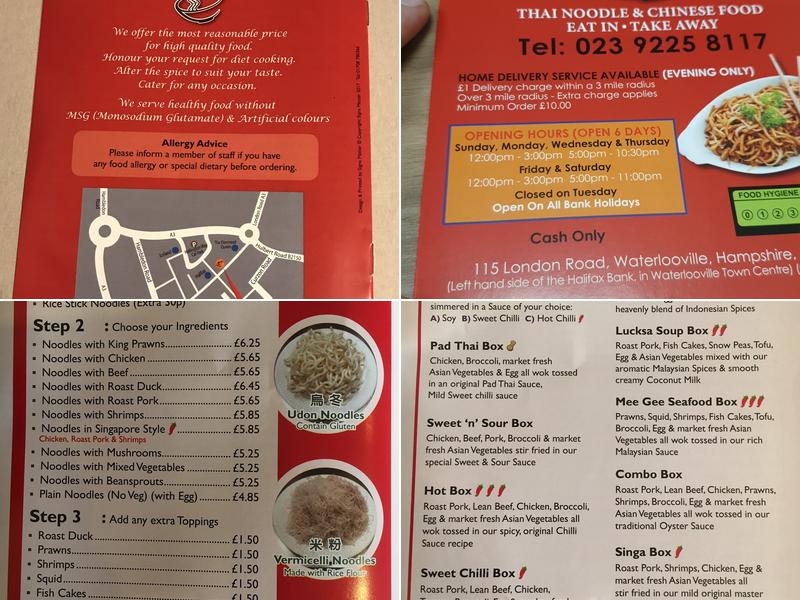 We offer the most reasonable price
for high quality food.
Honour your request for diet cooking.
After the spice to suit your taste.
Cater for any occasion.
We serve healthy food without
MSG (Monosodium Glutamate) & Artificial colours
Allergy Advice
Please inform a member of staff if you have
any food allergy or special dietary before ordering.
A3
London Road A3
Hulbert Road B2150
Hambledon Road
A3
THAI NOODLE & CHINESE FOOD
EAT IN • TAKE AWAY
Tel: 023 9225 8117
HOME DELIVERY SERVICE AVAILABLE (EVENING ONLY)
£1 Delivery charge within a 3 mile radius
Over 3 mile radius - Extra charge applies
Minimum Order £10.00
OPENING HOURS (OPEN 6 DAYS)
Sunday, Monday, Wednesday & Thursday
12:00pm - 3:00pm 5:00pm - 10:30pm
Friday & Saturday
12:00pm - 3:00pm 5:00pm - 11:00pm
Closed on Tuesday
Open On All Bank Holidays
FOOD HYGIENE
0 1 2 3
Cash Only
115 London Road, Waterlooville, Hampshire,
(Left hand side of the Halifax Bank, in Waterlooville Town Centre)
Rice Stick Noodles (Extra 50p)
Step 2 : Choose your Ingredients
Noodles with King Prawns £6.25
Noodles with Chicken £5.65
Noodles with Beef £5.65
Noodles with Roast Duck £6.45
Noodles with Roast Pork £5.65
Noodles with Shrimps £5.85
Noodles in Singapore Style £5.85
Chicken, Roast Pork & Shrimps
Noodles with Mushrooms £5.25
Noodles with Mixed Vegetables £5.25
Noodles with Beansprouts £5.25
Plain Noodles (No Veg) (with Egg) £4.85
Step 3 : Add any extra Toppings
Roast Duck £1.50
Prawns £1.50
Shrimps £1.50
Squid £1.50
Fish Cakes £1.50
烏冬
Udon Noodles
Contain Gluten
米粉
Vermicelli Noodles
Made with Rice Flour
simmered in a Sauce of your choice:
A) Soy B) Sweet Chilli C) Hot Chilli
Pad Thai Box
Chicken, Broccoli, market fresh
Asian Vegetables & Egg all wok tossed
in an original Pad Thai Sauce,
Mild Sweet chilli sauce
Sweet ‘n’ Sour Box
Chicken, Beef, Pork, Broccoli & market
fresh Asian Vegetables stir fried in our
special Sweet & Sour Sauce
Hot Box
Roast Pork, Lean Beef, Chicken, Broccoli,
Egg & market fresh Asian Vegetables all
wok tossed in our spicy, original Chilli
Sauce recipe
Sweet Chilli Box
Roast Pork, Lean Beef, Chicken,
heavenly blend of Indonesian Spices
Lucksa Soup Box
Roast Pork, Fish Cakes, Snow Peas, Tofu,
Egg & Asian Vegetables mixed with our
aromatic Malaysian Spices & smooth
creamy Coconut Milk
Mee Gee Seafood Box
Prawns, Squid, Shrimps, Fish Cakes, Tofu,
Broccoli, Egg & market fresh Asian
Vegetables all wok tossed in our rich
Malaysian Sauce
Combo Box
Roast Pork, Lean Beef, Chicken, Prawns,
Shrimps, Broccoli, Egg & market fresh
Asian Vegetables all wok tossed in our
traditional Oyster Sauce
Singa Box
Roast Pork, Shrimps, Chicken, Egg &
market fresh Asian Vegetables all
stir fried in our mild original master